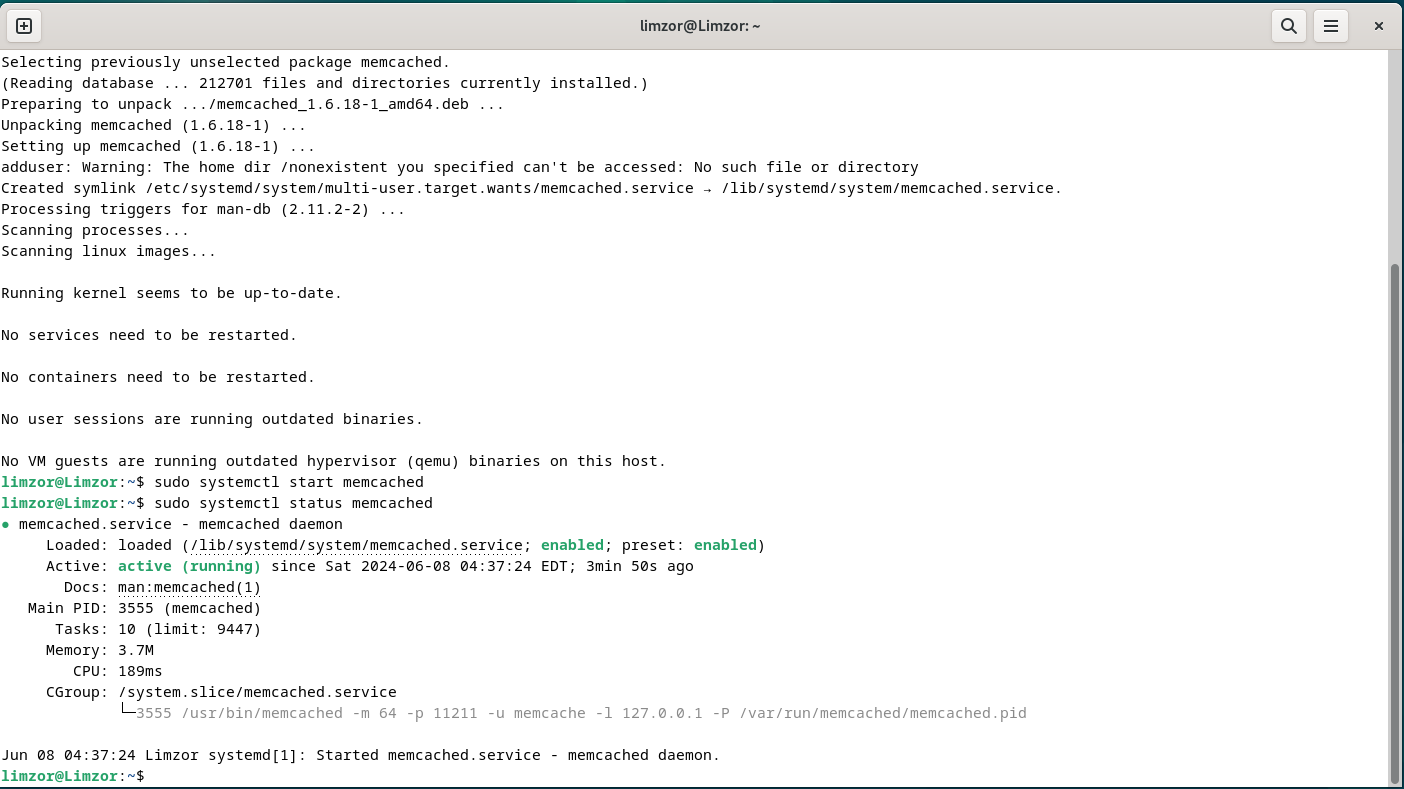 limzor@Limzor: ~
Selecting previously unselected package memcached.
(Reading database ... 212701 files and directories currently installed.)
Preparing to unpack .../memcached_1.6.18-1_amd64.deb ...
Unpacking memcached (1.6.18-1) ...
Setting up memcached (1.6.18-1) ...
adduser: Warning: The home dir /nonexistent you specified can't be accessed: No such file or directory
Created symlink /etc/systemd/system/multi-user.target.wants/memcached.service → /lib/systemd/system/memcached.service.
Processing triggers for man-db (2.11.2-2) ...
Scanning processes...
Scanning linux images...
Running kernel seems to be up-to-date.
No services need to be restarted.
No containers need to be restarted.
No user sessions are running outdated binaries.
No VM guests are running outdated hypervisor (qemu) binaries on this host.
limzor@Limzor:~$ sudo systemctl start memcached
limzor@Limzor:~$ sudo systemctl status memcached
● memcached.service - memcached daemon
     Loaded: loaded (/lib/systemd/system/memcached.service; enabled; preset: enabled)
     Active: active (running) since Sat 2024-06-08 04:37:24 EDT; 3min 50s ago
       Docs: man:memcached(1)
   Main PID: 3555 (memcached)
      Tasks: 10 (limit: 9447)
     Memory: 3.7M
        CPU: 189ms
     CGroup: /system.slice/memcached.service
             └─3555 /usr/bin/memcached -m 64 -p 11211 -u memcache -l 127.0.0.1 -P /var/run/memcached/memcached.pid
Jun 08 04:37:24 Limzor systemd[1]: Started memcached.service - memcached daemon.
limzor@Limzor:~$